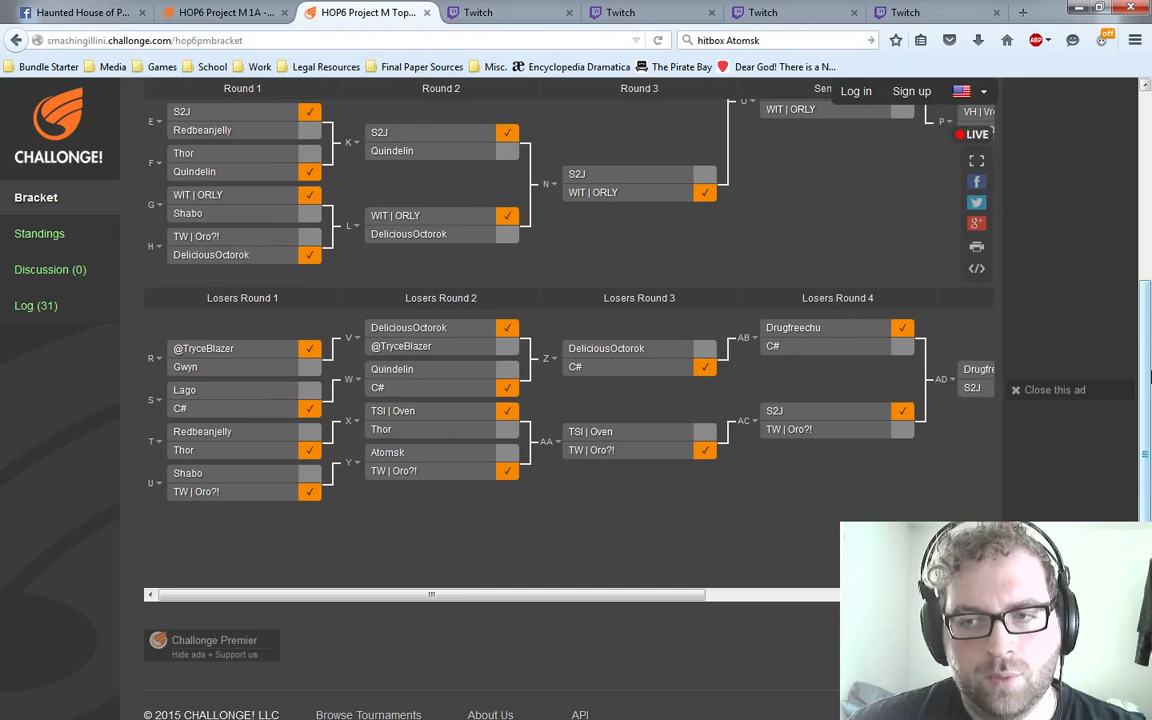 Haunted House of P...
HOP6 Project M 1A -...
HOP6 Project M Top...
Twitch
Twitch
Twitch
Twitch
smashingillini.challonge.com/hop6pmbracket
hitbox Atomsk
ABP
off
Bundle Starter
Media
Games
School
Work
Legal Resources
Final Paper Sources
Misc.
æ Encyclopedia Dramatica
The Pirate Bay
Dear God! There is a N...
CHALLONGE!
Bracket
Standings
Discussion (0)
Log (31)
Log in
Sign up
LIVE
Round 1
Round 2
Round 3
E
S2J
Redbeanjelly
F
Thor
Quindelin
G
WIT | ORLY
Shabo
H
TW | Oro?!
DeliciousOctorok
K
S2J
Quindelin
L
WIT | ORLY
DeliciousOctorok
N
S2J
WIT | ORLY
WIT | ORLY
P
Losers Round 1
Losers Round 2
Losers Round 3
Losers Round 4
R
@TryceBlazer
Gwyn
S
Lago
C#
T
Redbeanjelly
Thor
U
Shabo
TW | Oro?!
V
DeliciousOctorok
@TryceBlazer
W
Quindelin
C#
X
TSI | Oven
Thor
Y
Atomsk
TW | Oro?!
Z
DeliciousOctorok
C#
AA
TSI | Oven
TW | Oro?!
AB
Drugfreechu
C#
AC
S2J
TW | Oro?!
AD
Drugfre
S2J
Close this ad
Challonge Premier
Hide ads + Support us
© 2015 CHALLONGE! LLC
Browse Tournaments
About Us
API